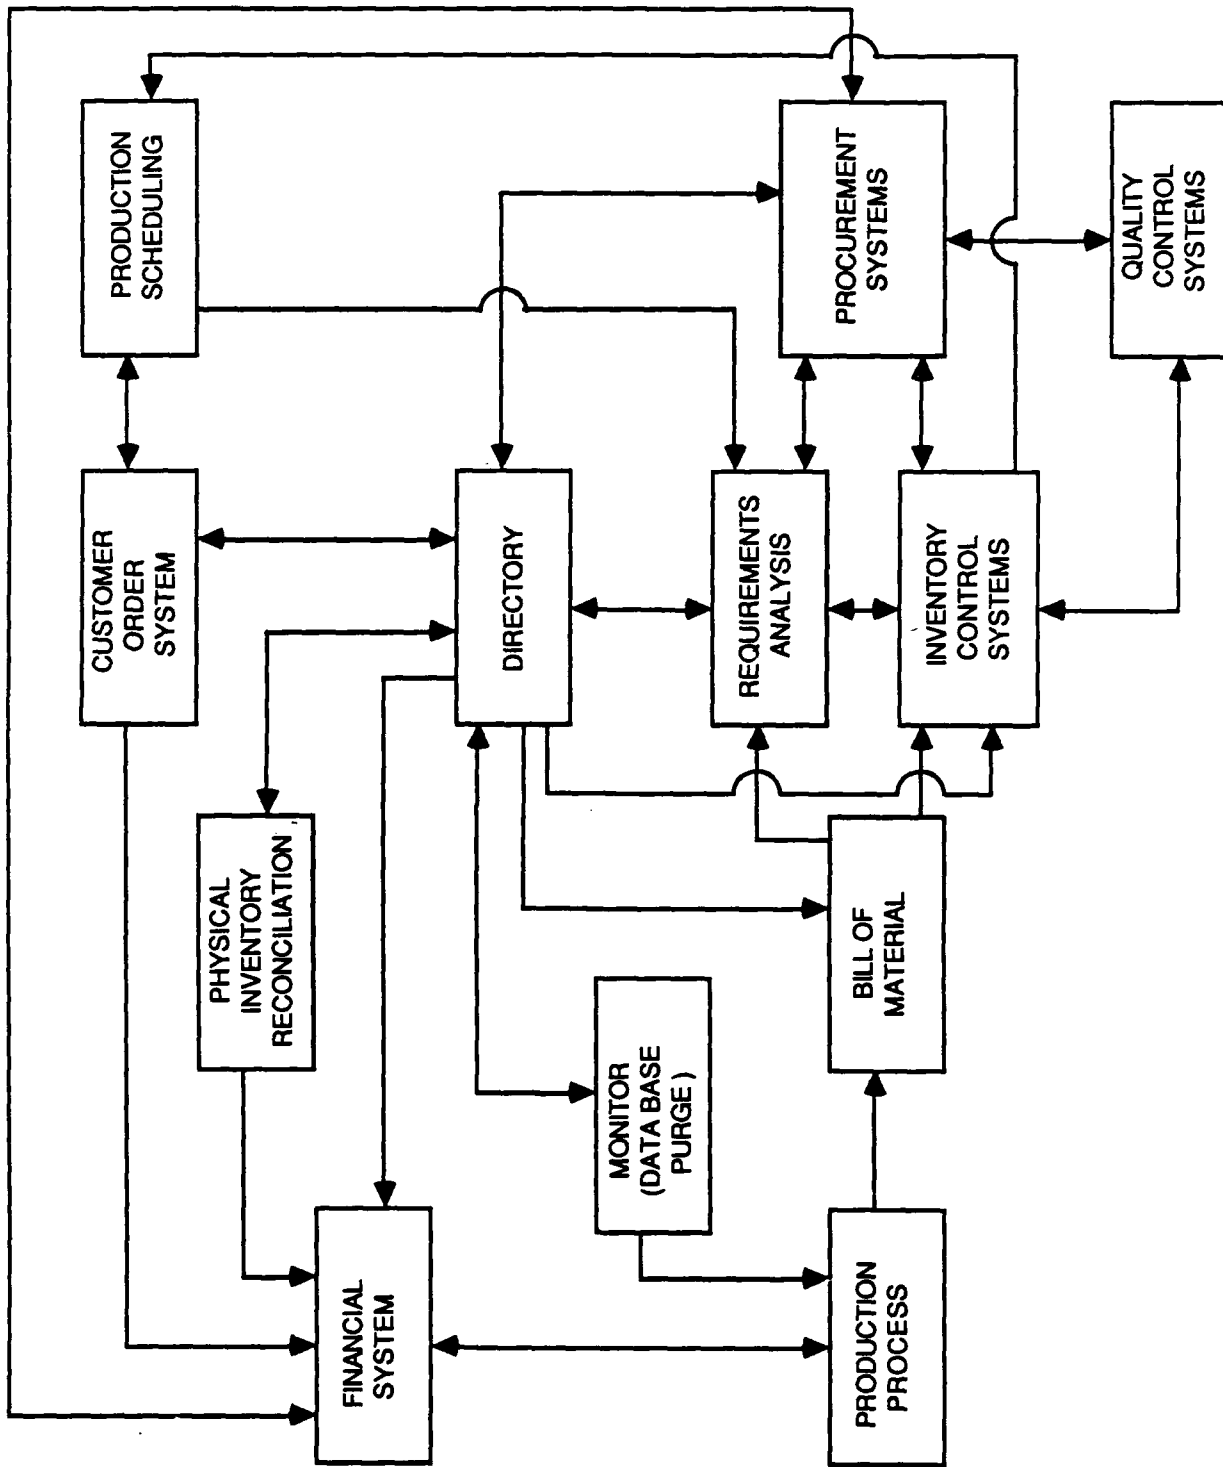 FINANCIAL
SYSTEM
PRODUCTION
PROCESS
MONITOR
(DATA BASE
PURGE )
PHYSICAL
INVENTORY
RECONCILIATION
BILL OF
MATERIAL
CUSTOMER
ORDER
SYSTEM
DIRECTORY
REQUIREMENTS
ANALYSIS
INVENTORY
CONTROL
SYSTEMS
PRODUCTION
SCHEDULING
PROCUREMENT
SYSTEMS
QUALITY
CONTROL
SYSTEMS